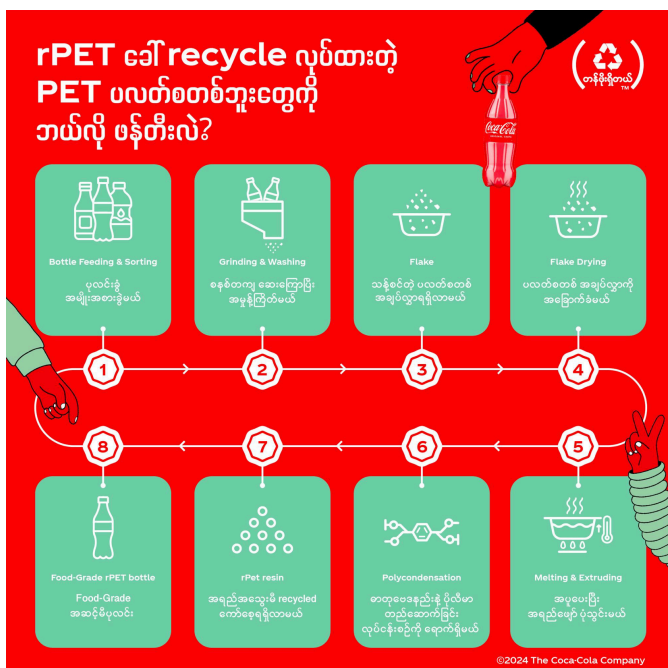 rPET ခေါ် recycle လုပ်ထားတဲ့
PET ပလတ်စတစ်ဘူးတွေကို
ဘယ်လို ဖန်တီးလဲ?
တန်ဖိုးရှိတယ်
TM
Coca-Cola
Bottle Feeding & Sorting
ပုလင်းခွံ
အမျိုးအစားခွဲမယ်
Grinding & Washing
စနစ်တကျ ဆေးကြောပြီး
အမှုန့်ကြိတ်မယ်
Flake
သန့်စင်တဲ့ ပလတ်စတစ်
အချပ်လွှာရရှိလာမယ်
Flake Drying
ပလတ်စတစ် အချပ်လွှာကို
အခြောက်ခံမယ်
1
2
3
4
8
7
6
5
Food-Grade rPET bottle
Food-Grade
အဆင့်မီပုလင်း
rPet resin
အရည်အသွေးမီ recycled
ကော်စေ့ရရှိလာမယ်
Polycondensation
ဓာတုဗေဒနည်းနဲ့ ပိုလီမာ
တည်ဆောက်ခြင်း
လုပ်ငန်းစဉ်ကို ရောက်ရှိမယ်
Melting & Extruding
အပူပေးပြီး
အရည်ဖျော် ပုံသွင်းမယ်
©2024 The Coca-Cola Company